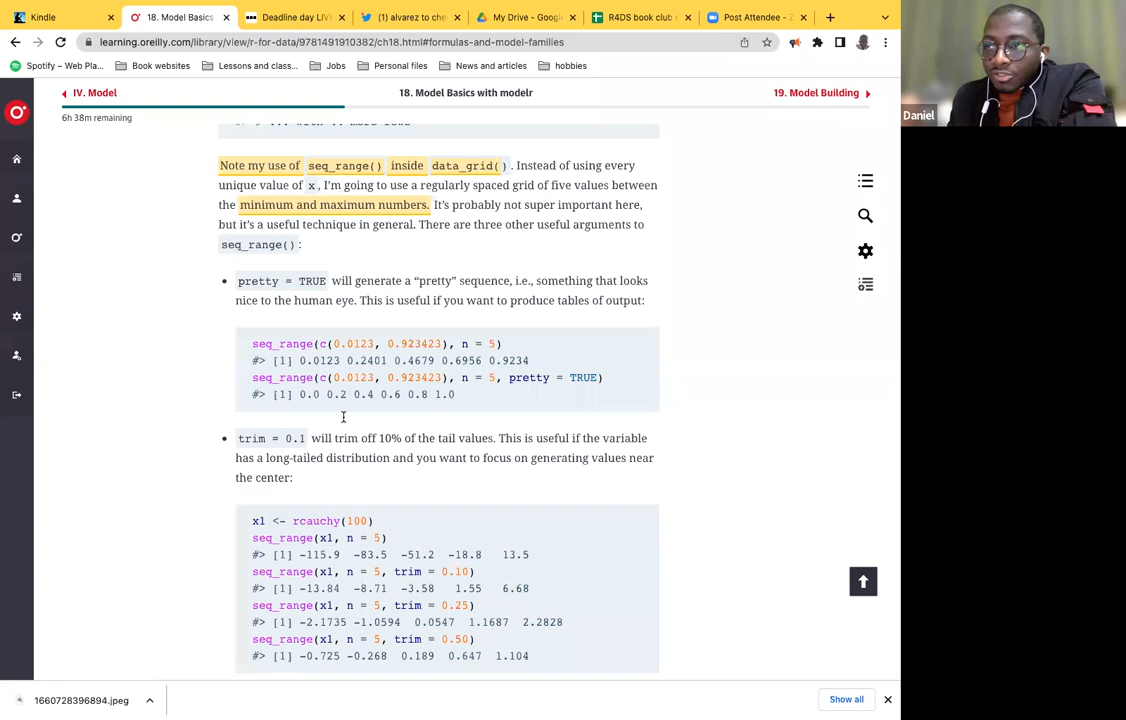 Kindle
18. Model Basics
Deadline day LIV
alvarez to che
My Drive - Google
R4DS book club
Post Attendee - Z
learning.oreilly.com/library/view/r-for-data/9781491910382/ch18.html#formulas-and-model-families
Spotify – Web Pla...
Book websites
Lessons and class...
Jobs
Personal files
News and articles
hobbies
IV. Model
18. Model Basics with modelr
19. Model Building
6h 38m remaining
Daniel
Note my use of seq_range() inside data_grid(). Instead of using every
unique value of x, I'm going to use a regularly spaced grid of five values between
the minimum and maximum numbers. It's probably not super important here,
but it's a useful technique in general. There are three other useful arguments to
seq_range():
pretty = TRUE will generate a “pretty” sequence, i.e., something that looks
nice to the human eye. This is useful if you want to produce tables of output:
seq_range(c(0.0123, 0.923423), n = 5)
#> [1] 0.0123 0.2401 0.4679 0.6956 0.9234
seq_range(c(0.0123, 0.923423), n = 5, pretty = TRUE)
#> [1] 0.0 0.2 0.4 0.6 0.8 1.0
trim = 0.1 will trim off 10% of the tail values. This is useful if the variable
has a long-tailed distribution and you want to focus on generating values near
the center:
x1 <- rcauchy(100)
seq_range(x1, n = 5)
#> [1] -115.9 -83.5 -51.2 -18.8 13.5
seq_range(x1, n = 5, trim = 0.10)
#> [1] -13.84 -8.71 -3.58 1.55 6.68
seq_range(x1, n = 5, trim = 0.25)
#> [1] -2.1735 -1.0594 0.0547 1.1687 2.2828
seq_range(x1, n = 5, trim = 0.50)
#> [1] -0.725 -0.268 0.189 0.647 1.104
1660728396894.jpeg
Show all